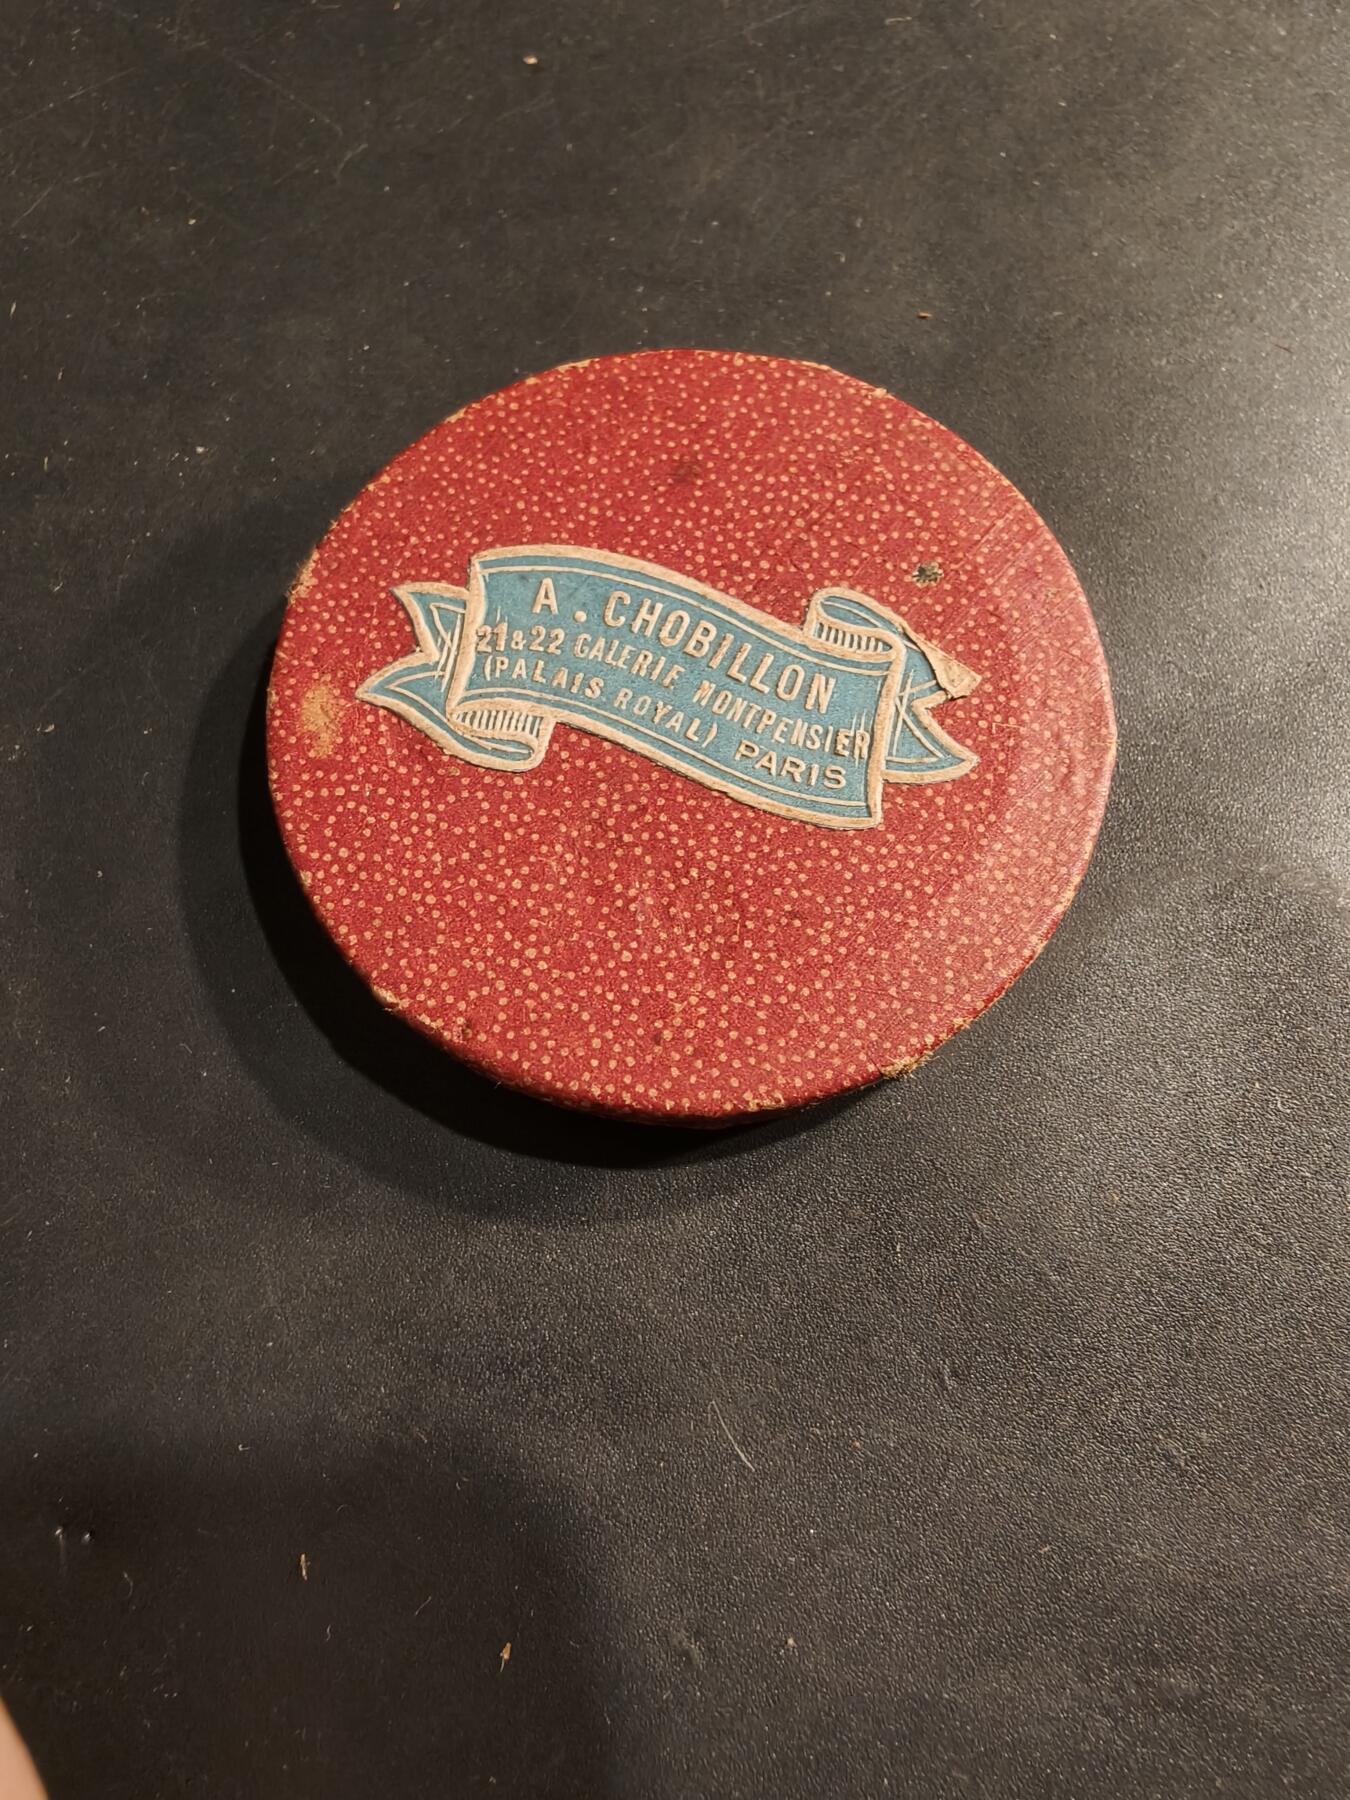 A. CHOBILLON
21 & 22 GALERIE MONTPENSIER
(PALAIS ROYAL) PARIS